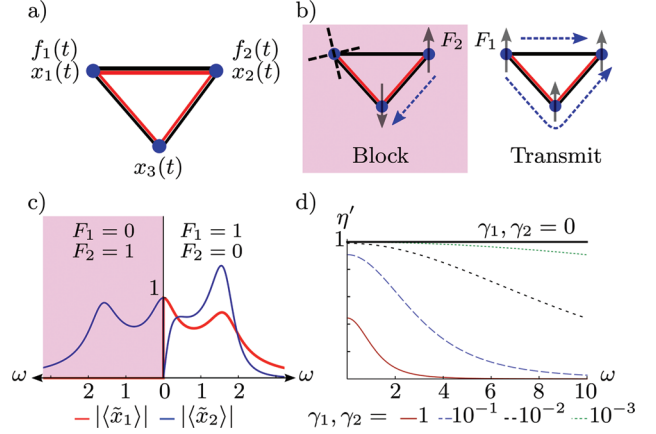 a)
f₁(t)
x₁(t)
f₂(t)
x₂(t)
x₃(t)
b)
F₂
Block
F₁
Transmit
c)
F₁ = 0
F₂ = 1
F₁ = 1
F₂ = 0
1
ω 2 1 0 1 2 ω
|⟨x̃₁⟩| |⟨x̃₂⟩|
d)
η′
γ₁, γ₂ = 0
1
2 4 6 8 10 ω
γ₁, γ₂ = 1 10⁻¹ 10⁻² 10⁻³